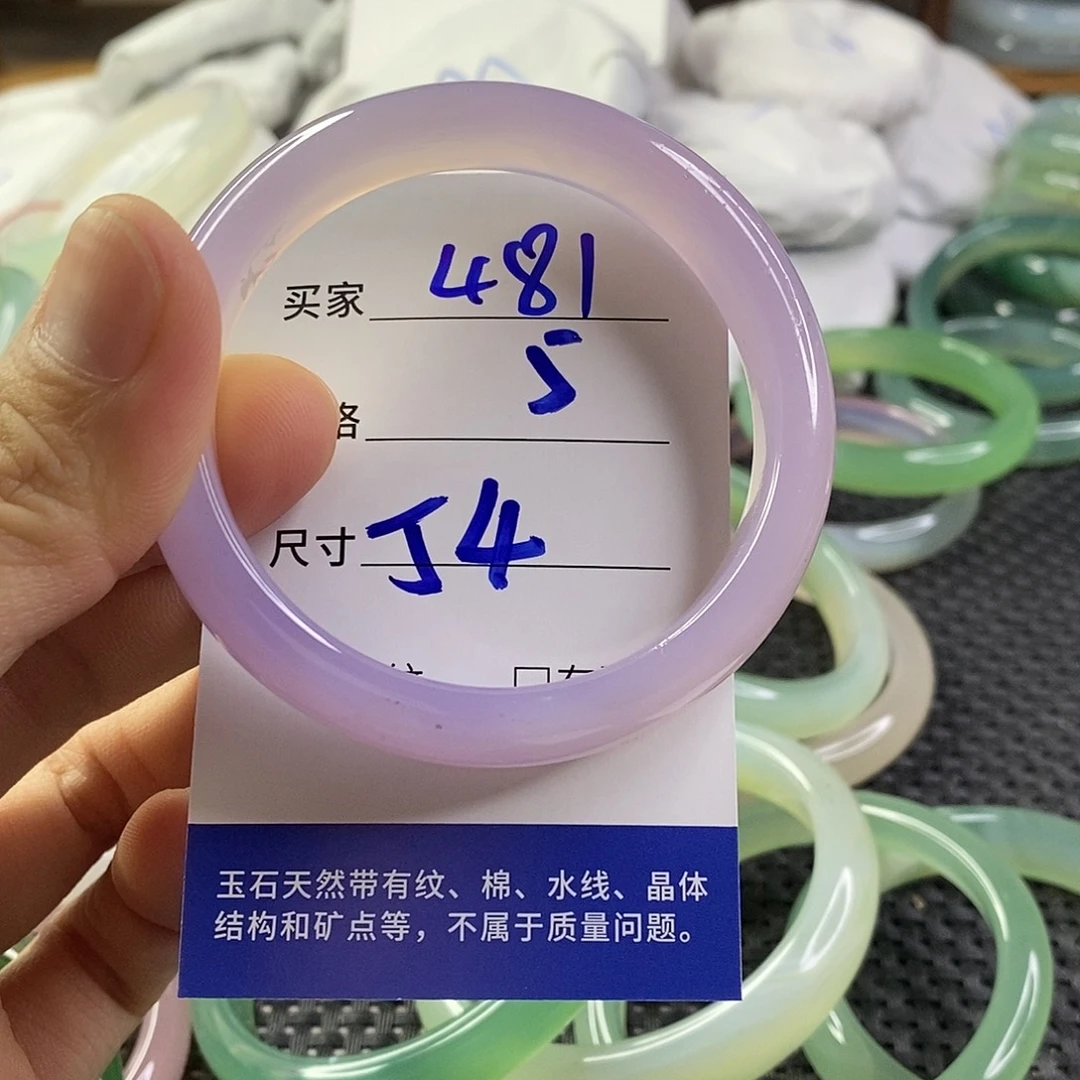 买家 481
5
格
尺寸 J4
玉石天然带有纹、棉、水线、晶体
结构和矿点等，不属于质量问题。